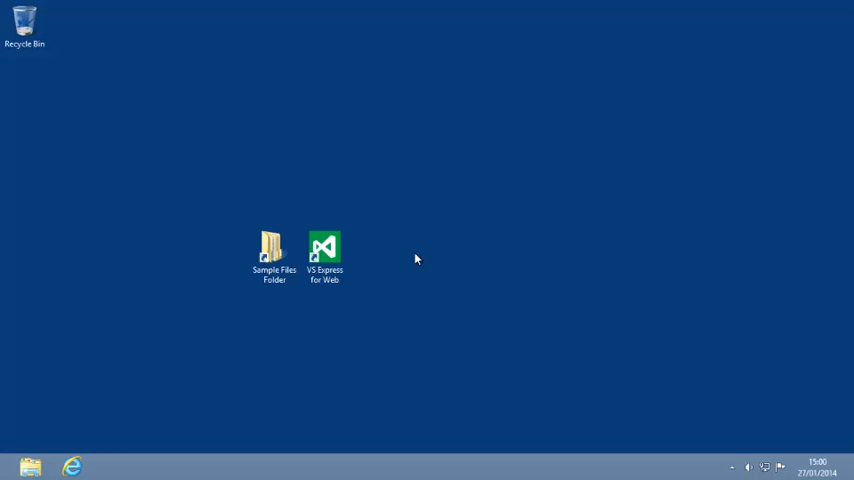 Recycle Bin
Sample Files
Folder
VS Express
for Web
15:00
27/01/2014